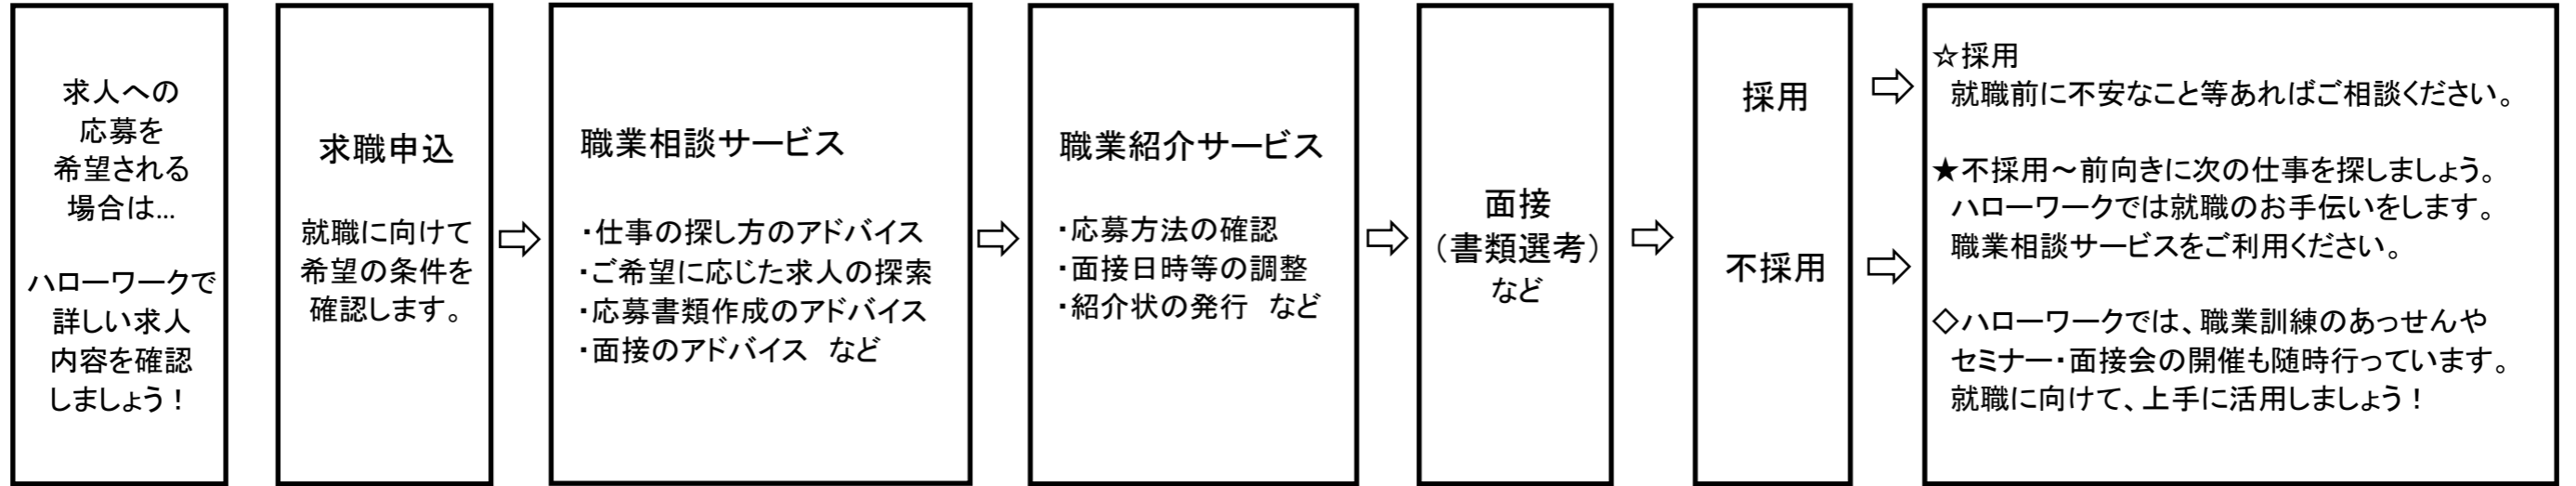 求人への
応募を
希望される
場合は…
ハローワークで
詳しい求人
内容を確認
しましょう！
求職申込
就職に向けて
希望の条件を
確認します。
⇨
職業相談サービス
・仕事の探し方のアドバイス
・ご希望に応じた求人の探索
・応募書類作成のアドバイス
・面接のアドバイス　など
⇨
職業紹介サービス
・応募方法の確認
・面接日時等の調整
・紹介状の発行　など
⇨
面接
（書類選考）
など
⇨
採用
不採用
⇨
⇨
☆採用
就職前に不安なこと等あればご相談ください。
★不採用～前向きに次の仕事を探しましょう。
ハローワークでは就職のお手伝いをします。
職業相談サービスをご利用ください。
◇ハローワークでは、職業訓練のあっせんや
セミナー・面接会の開催も随時行っています。
就職に向けて、上手に活用しましょう！